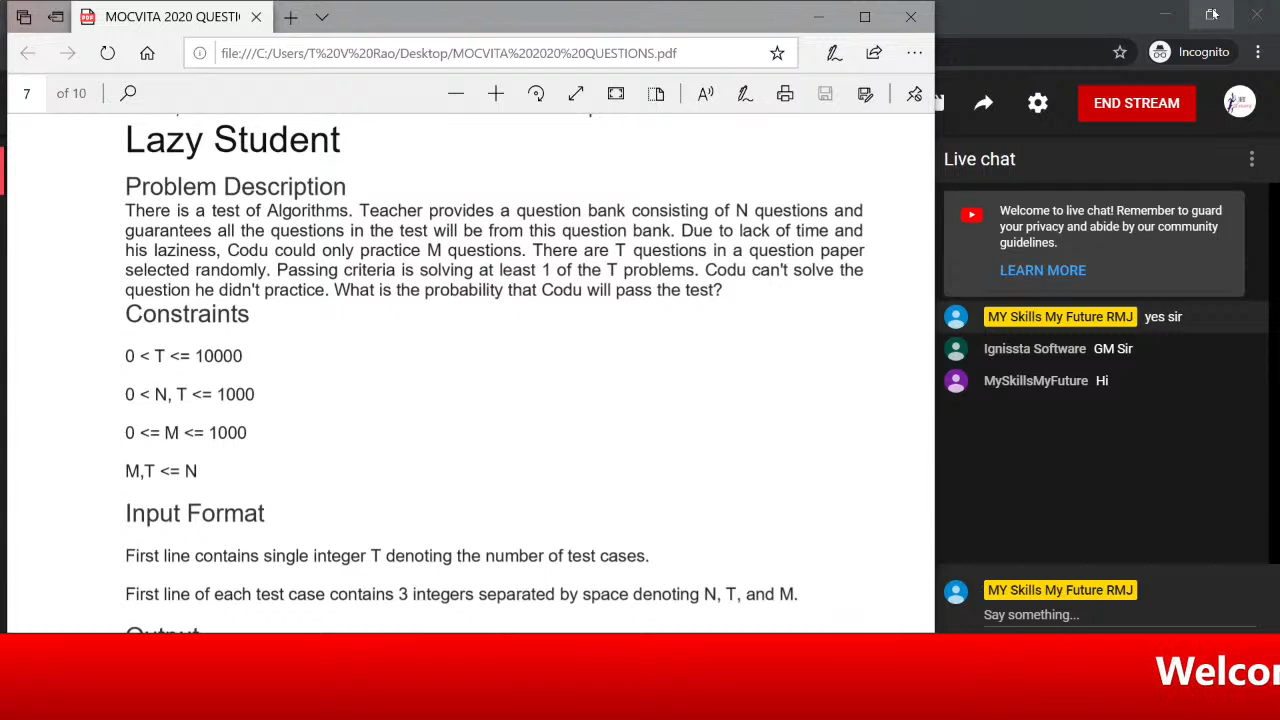 MOCVITA 2020 QUESTI
file:///C:/Users/T%20V%20Rao/Desktop/MOCVITA%202020%20QUESTIONS.pdf
Incognito
7 of 10
END STREAM
Lazy Student
Problem Description
There is a test of Algorithms. Teacher provides a question bank consisting of N questions and
guarantees all the questions in the test will be from this question bank. Due to lack of time and
his laziness, Codu could only practice M questions. There are T questions in a question paper
selected randomly. Passing criteria is solving at least 1 of the T problems. Codu can't solve the
question he didn't practice. What is the probability that Codu will pass the test?
Constraints
0 < T <= 10000
0 < N, T <= 1000
0 <= M <= 1000
M,T <= N
Input Format
First line contains single integer T denoting the number of test cases.
First line of each test case contains 3 integers separated by space denoting N, T, and M.
Live chat
Welcome to live chat! Remember to guard
your privacy and abide by our community
guidelines.
LEARN MORE
MY Skills My Future RMJ yes sir
Ignissta Software GM Sir
MySkillsMyFuture Hi
MY Skills My Future RMJ
Say something...
Welcon